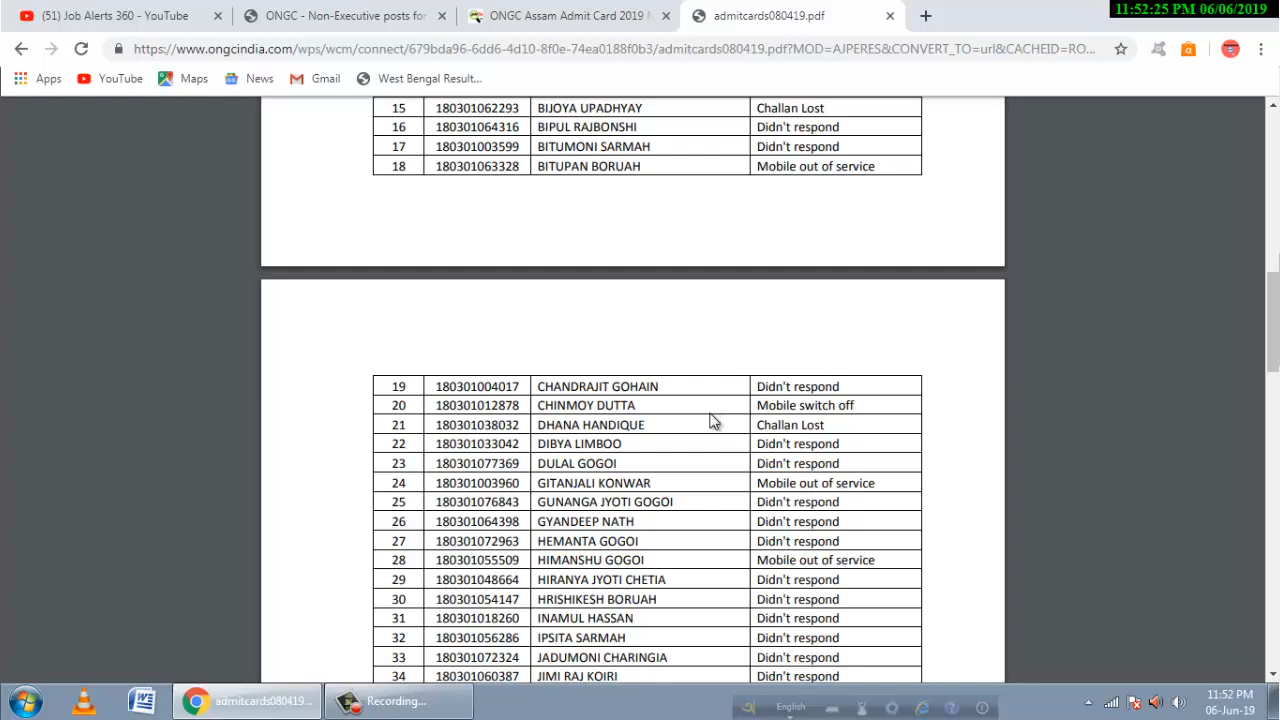 (51) Job Alerts 360 - YouTube
ONGC - Non-Executive posts for
ONGC Assam Admit Card 2019
admitcards080419.pdf
11:52:25 PM 06/06/2019
https://www.ongcindia.com/wps/wcm/connect/679bda96-6dd6-4d10-8f0e-74ea0188f0b3/admitcards080419.pdf?MOD=AJPERES&CONVERT_TO=url&CACHEID=RO...
Apps YouTube Maps News Gmail West Bengal Result...
15 180301062293 BIJOYA UPADHYAY Challan Lost
16 180301064316 BIPUL RAJBONSHI Didn't respond
17 180301003599 BITUMONI SARMAH Didn't respond
18 180301063328 BITUPAN BORUAH Mobile out of service
19 180301004017 CHANDRAJIT GOHAIN Didn't respond
20 180301012878 CHINMOY DUTTA Mobile switch off
21 180301038032 DHANA HANDIQUE Challan Lost
22 180301033042 DIBYA LIMBOO Didn't respond
23 180301077369 DULAL GOGOI Didn't respond
24 180301003960 GITANJALI KONWAR Mobile out of service
25 180301076843 GUNANGA JYOTI GOGOI Didn't respond
26 180301064398 GYANDEEP NATH Didn't respond
27 180301072963 HEMANTA GOGOI Didn't respond
28 180301055509 HIMANSHU GOGOI Mobile out of service
29 180301048664 HIRANYA JYOTI CHETIA Didn't respond
30 180301054147 HRISHIKESH BORUAH Didn't respond
31 180301018260 INAMUL HASSAN Didn't respond
32 180301056286 IPSITA SARMAH Didn't respond
33 180301072324 JADUMONI CHARINGIA Didn't respond
34 180301060387 JIMI RAJ KOIRI Didn't respond
admitcards080419...
Recording...
English
11:52 PM
06-Jun-19